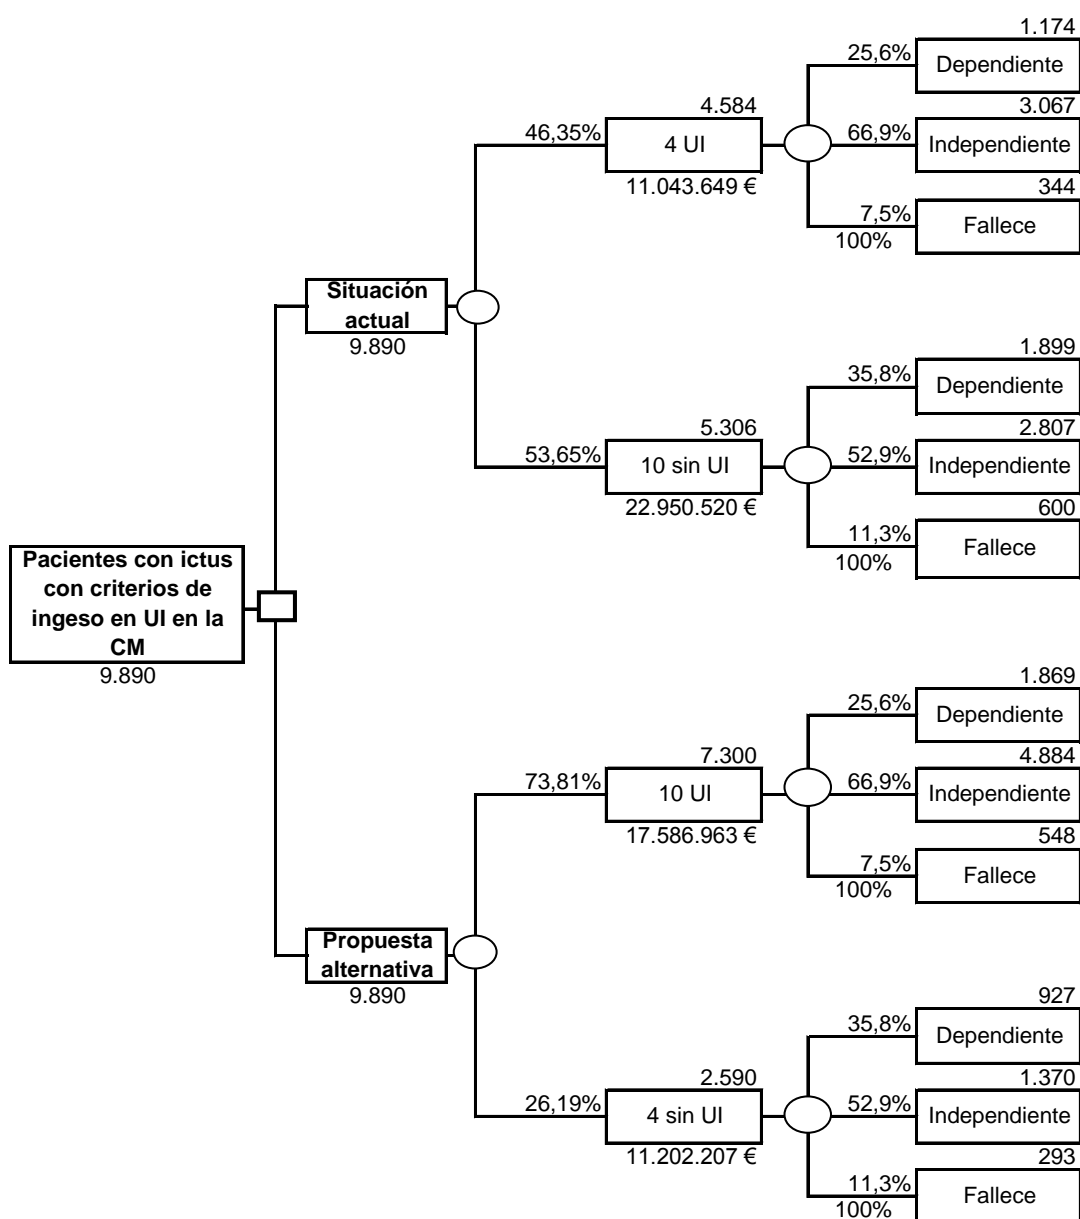 1.174
25,6%
Dependiente
3.067
4.584
46,35%
4 UI
66,9%
Independiente
11.043.649 €
344
7,5%
Fallece
100%
Situación
actual
9.890
1.899
35,8%
Dependiente
2.807
5.306
53,65%
10 sin UI
52,9%
Independiente
22.950.520 €
600
11,3%
Fallece
100%
Pacientes con ictus
con criterios de
ingeso en UI en la
CM
9.890
1.869
25,6%
Dependiente
4.884
7.300
73,81%
10 UI
66,9%
Independiente
17.586.963 €
548
7,5%
Fallece
100%
Propuesta
alternativa
9.890
927
35,8%
Dependiente
1.370
2.590
26,19%
4 sin UI
52,9%
Independiente
11.202.207 €
293
11,3%
Fallece
100%